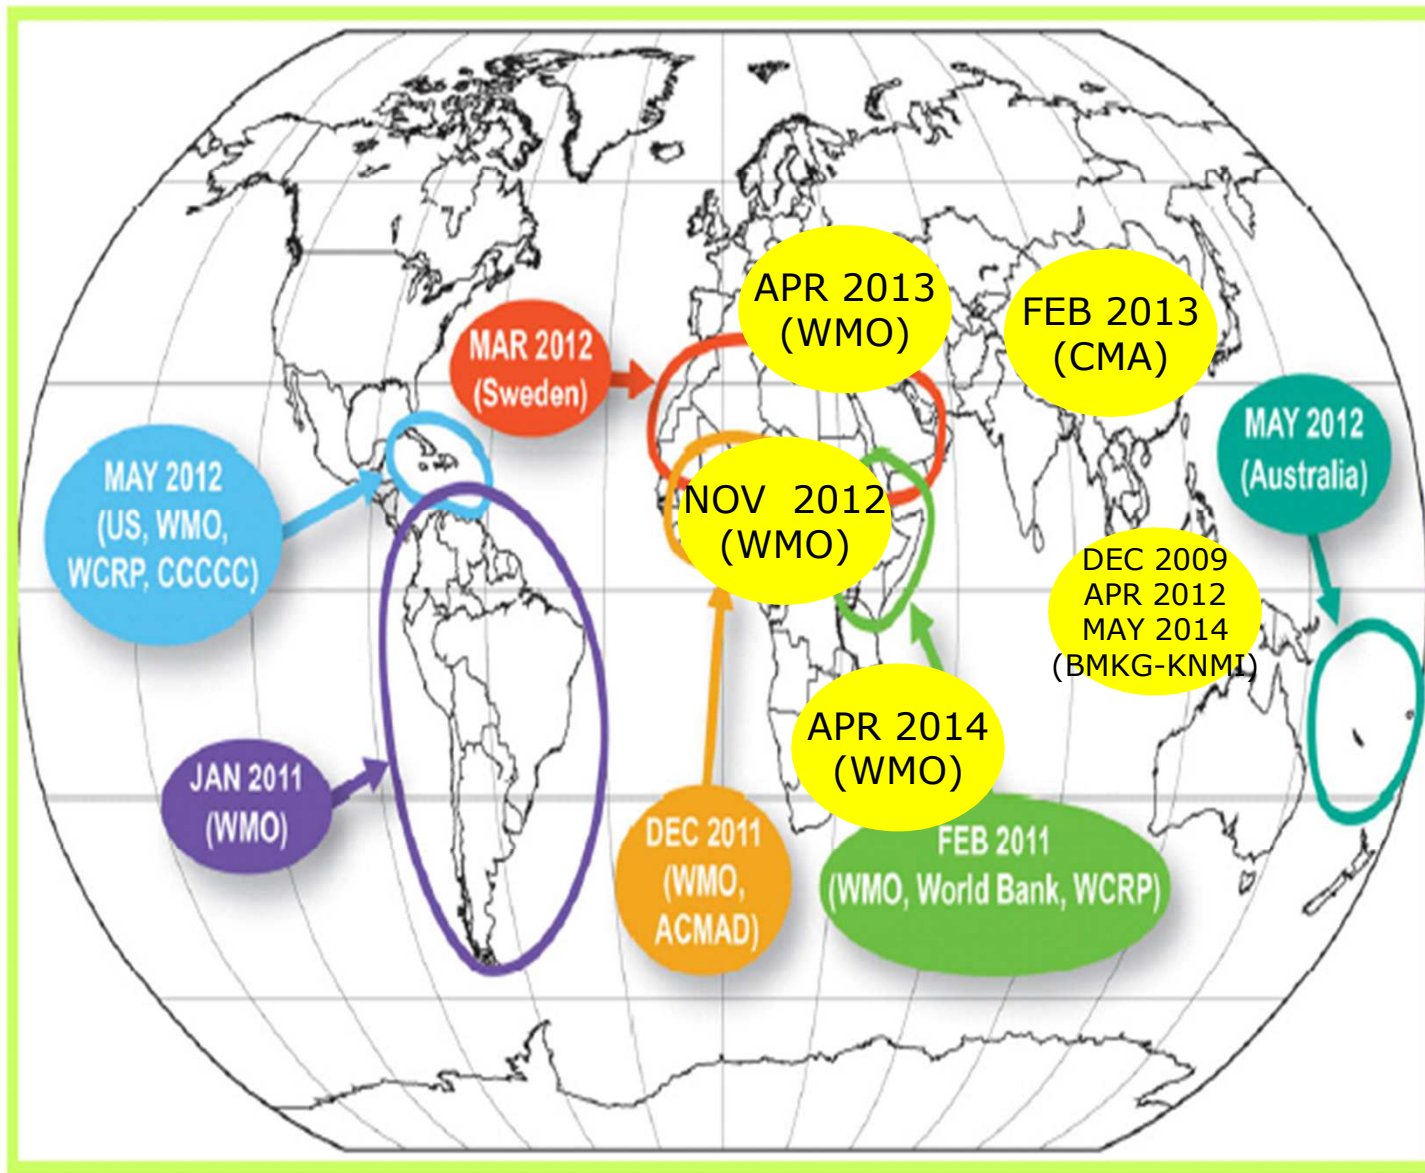 APR 2013
(WMO)
FEB 2013
(CMA)
MAR 2012
(Sweden)
MAY 2012
(Australia)
MAY 2012
(US, WMO,
WCRP, CCCCC)
NOV 2012
(WMO)
DEC 2009
APR 2012
MAY 2014
(BMKG-KNMI)
APR 2014
(WMO)
JAN 2011
(WMO)
DEC 2011
(WMO,
ACMAD)
FEB 2011
(WMO, World Bank, WCRP)